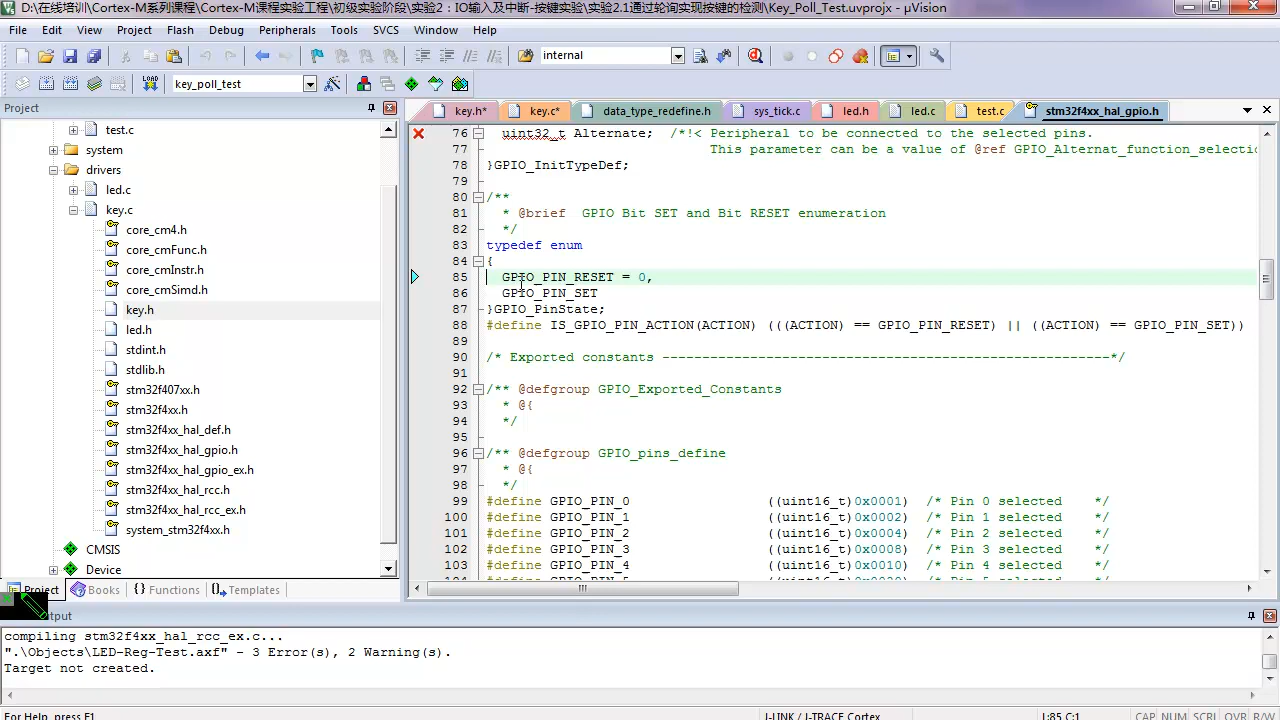 D:\在线培训\Cortex-M系列课程\Cortex-M课程实验工程\初级实验阶段\实验2：IO输入及中断-按键实验\实验2.1通过轮询实现按键的检测\Key_Poll_Test.uvprojx - µVision
File Edit View Project Flash Debug Peripherals Tools SVCS Window Help
internal
LOAD key_poll_test
Project
key.h* key.c* data_type_redefine.h sys_tick.c led.h led.c test.c stm32f4xx_hal_gpio.h
test.c
system
drivers
led.c
key.c
core_cm4.h
core_cmFunc.h
core_cmInstr.h
core_cmSimd.h
key.h
led.h
stdint.h
stdlib.h
stm32f407xx.h
stm32f4xx.h
stm32f4xx_hal_def.h
stm32f4xx_hal_gpio.h
stm32f4xx_hal_gpio_ex.h
stm32f4xx_hal_rcc.h
stm32f4xx_hal_rcc_ex.h
system_stm32f4xx.h
CMSIS
Device
Project Books Functions Templates
76 uint32_t Alternate; /*!< Peripheral to be connected to the selected pins.
77 This parameter can be a value of @ref GPIO_Alternat_function_selectio
78 }GPIO_InitTypeDef;
79
80 /**
81 * @brief GPIO Bit SET and Bit RESET enumeration
82 */
83 typedef enum
84 {
85 GPIO_PIN_RESET = 0,
86 GPIO_PIN_SET
87 }GPIO_PinState;
88 #define IS_GPIO_PIN_ACTION(ACTION) (((ACTION) == GPIO_PIN_RESET) || ((ACTION) == GPIO_PIN_SET))
89
90 /* Exported constants --------------------------------------------------------*/
91
92 /** @defgroup GPIO_Exported_Constants
93 * @{
94 */
95
96 /** @defgroup GPIO_pins_define
97 * @{
98 */
99 #define GPIO_PIN_0 ((uint16_t)0x0001) /* Pin 0 selected */
100 #define GPIO_PIN_1 ((uint16_t)0x0002) /* Pin 1 selected */
101 #define GPIO_PIN_2 ((uint16_t)0x0004) /* Pin 2 selected */
102 #define GPIO_PIN_3 ((uint16_t)0x0008) /* Pin 3 selected */
103 #define GPIO_PIN_4 ((uint16_t)0x0010) /* Pin 4 selected */
compiling stm32f4xx_hal_rcc_ex.c...
".\Objects\LED-Reg-Test.axf" - 3 Error(s), 2 Warning(s).
Target not created.
For Help, press F1 J-LINK / J-TRACE Cortex L:85 C:1 CAP NUM SCRL OVR R/W